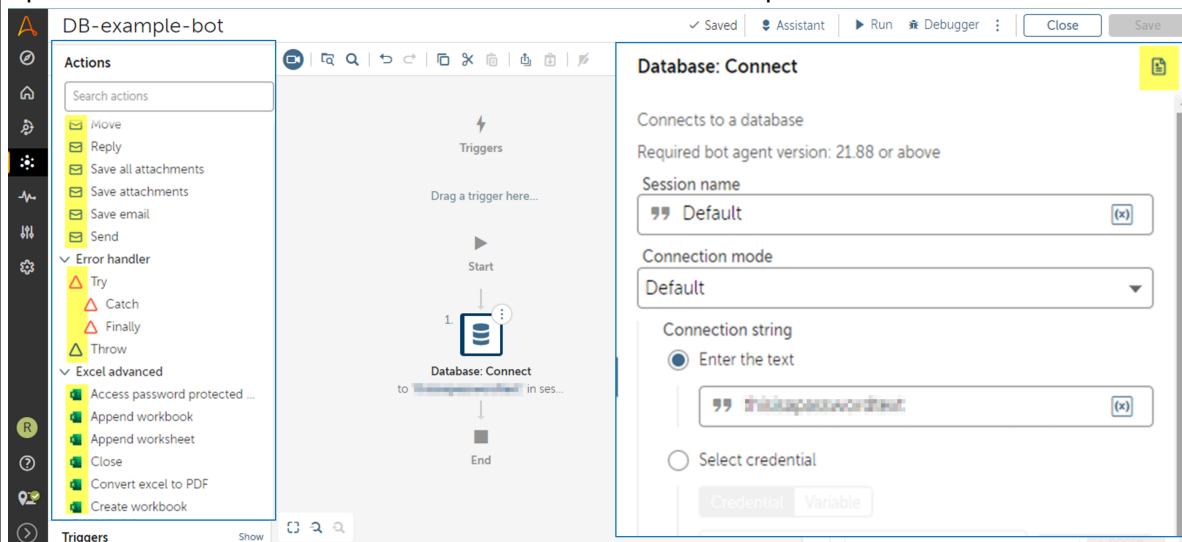 DB-example-bot
Saved
Assistant
Run
Debugger
Close
Save
Actions
Search actions
Move
Reply
Save all attachments
Save attachments
Save email
Send
Error handler
Try
Catch
Finally
Throw
Excel advanced
Access password protected ...
Append workbook
Append worksheet
Close
Convert excel to PDF
Create workbook
Triggers
Show
R
Triggers
Drag a trigger here...
Start
1.
Database: Connect
to in ses...
End
Database: Connect
Connects to a database
Required bot agent version: 21.88 or above
Session name
Default
(x)
Connection mode
Default
Connection string
Enter the text
(x)
Select credential
Credential
Variable